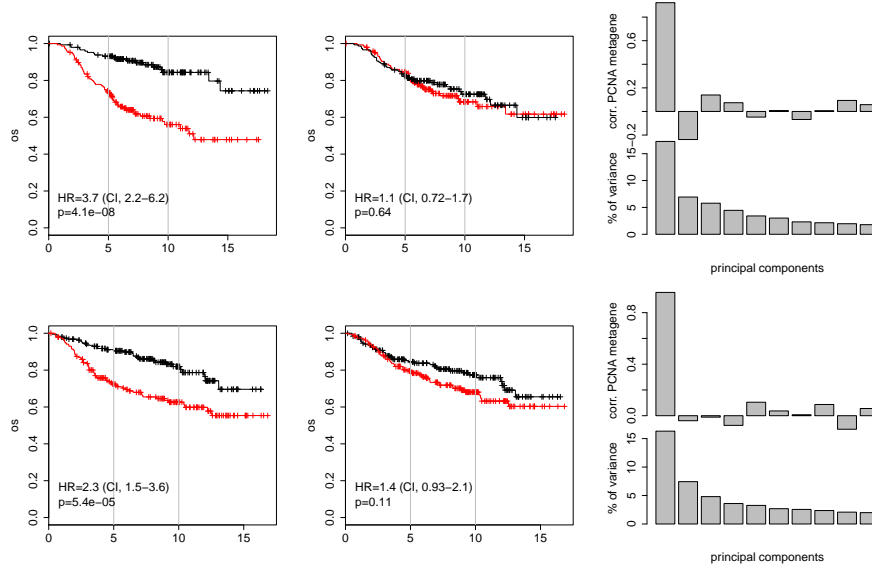 os
0.0 0.2 0.4 0.6 0.8 1.0
HR=3.7 (CI, 2.2−6.2)
p=4.1e−08
0 5 10 15
os
0.0 0.2 0.4 0.6 0.8 1.0
HR=1.1 (CI, 0.72−1.7)
p=0.64
0 5 10 15
corr. PCNA metagene
−0.2 0.2 0.8
% of variance
0 5 10 15
principal components
os
0.0 0.2 0.4 0.6 0.8 1.0
HR=2.3 (CI, 1.5−3.6)
p=5.4e−05
0 5 10 15
os
0.0 0.2 0.4 0.6 0.8 1.0
HR=1.4 (CI, 0.93−2.1)
p=0.11
0 5 10 15
corr. PCNA metagene
0.0 0.4 0.8
% of variance
0 5 10 15
principal components